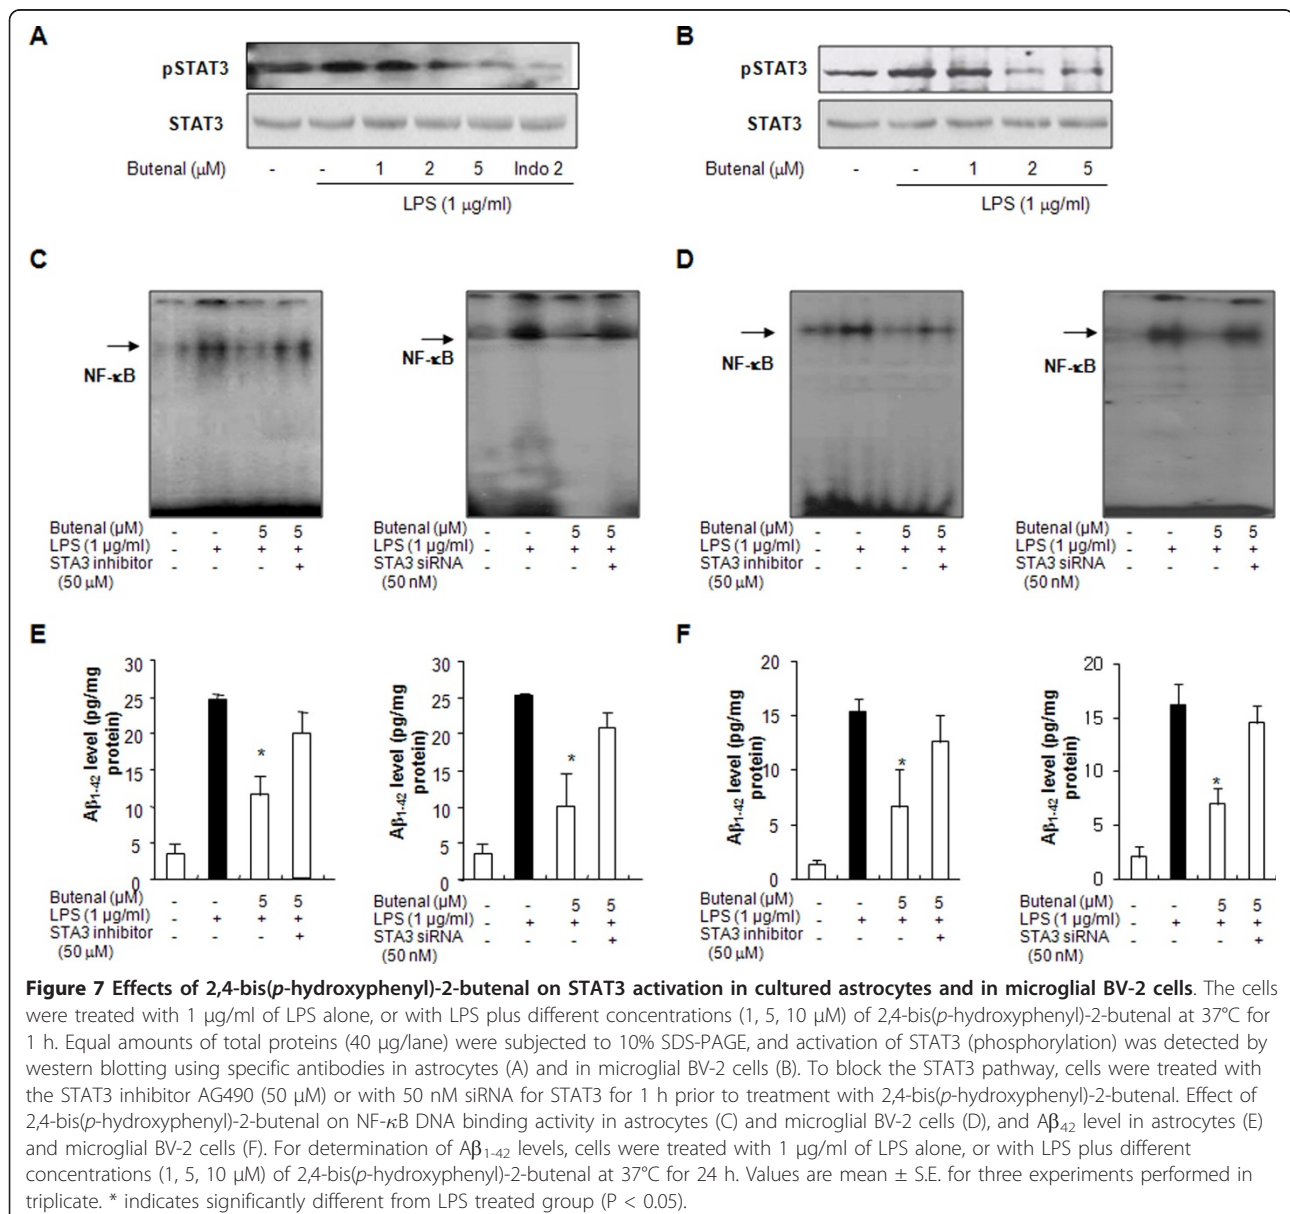 A
B
pSTAT3
STAT3
Butenal (μM) - - 1 2 5 Indo 2
LPS (1 μg/ml)
pSTAT3
STAT3
Butenal (μM) - - 1 2 5
LPS (1 μg/ml)
C
D
NF-κB
NF-κB
NF-κB
NF-κB
Butenal (μM) - - 5 5
LPS (1 μg/ml) - + + +
STA3 inhibitor - - - +
(50 μM)
Butenal (μM) - - 5 5
LPS (1 μg/ml) - + + +
STA3 siRNA - - - +
(50 nM)
Butenal (μM) - - 5 5
LPS (1 μg/ml) - + + +
STA3 inhibitor - - - +
(50 μM)
Butenal (μM) - - 5 5
LPS (1 μg/ml) - + + +
STA3 siRNA - - - +
(50 nM)
E
F
Aβ1-42 level (pg/mg
protein)
30
25
20
15
10
5
0
*
Butenal (μM) - - 5 5
LPS (1 μg/ml) - + + +
STA3 inhibitor - - - +
(50 μM)
Aβ1-42 level (pg/mg
protein)
30
25
20
15
10
5
0
*
Butenal (μM) - - 5 5
LPS (1 μg/ml) - + + +
STA3 siRNA - - - +
(50 nM)
Aβ1-42 level (pg/mg
protein)
20
15
10
5
0
*
Butenal (μM) - - 5 5
LPS (1 μg/ml) - + + +
STA3 inhibitor - - - +
(50 μM)
Aβ1-42 level (pg/mg
protein)
20
15
10
5
0
*
Butenal (μM) - - 5 5
LPS (1 μg/ml) - + + +
STA3 siRNA - - - +
(50 nM)
Figure 7 Effects of 2,4-bis(p-hydroxyphenyl)-2-butenal on STAT3 activation in cultured astrocytes and in microglial BV-2 cells. The cells
were treated with 1 μg/ml of LPS alone, or with LPS plus different concentrations (1, 5, 10 μM) of 2,4-bis(p-hydroxyphenyl)-2-butenal at 37°C for
1 h. Equal amounts of total proteins (40 μg/lane) were subjected to 10% SDS-PAGE, and activation of STAT3 (phosphorylation) was detected by
western blotting using specific antibodies in astrocytes (A) and in microglial BV-2 cells (B). To block the STAT3 pathway, cells were treated with
the STAT3 inhibitor AG490 (50 μM) or with 50 nM siRNA for STAT3 for 1 h prior to treatment with 2,4-bis(p-hydroxyphenyl)-2-butenal. Effect of
2,4-bis(p-hydroxyphenyl)-2-butenal on NF-κB DNA binding activity in astrocytes (C) and microglial BV-2 cells (D), and Aβ42 level in astrocytes (E)
and microglial BV-2 cells (F). For determination of Aβ1-42 levels, cells were treated with 1 μg/ml of LPS alone, or with LPS plus different
concentrations (1, 5, 10 μM) of 2,4-bis(p-hydroxyphenyl)-2-butenal at 37°C for 24 h. Values are mean ± S.E. for three experiments performed in
triplicate. * indicates significantly different from LPS treated group (P < 0.05).